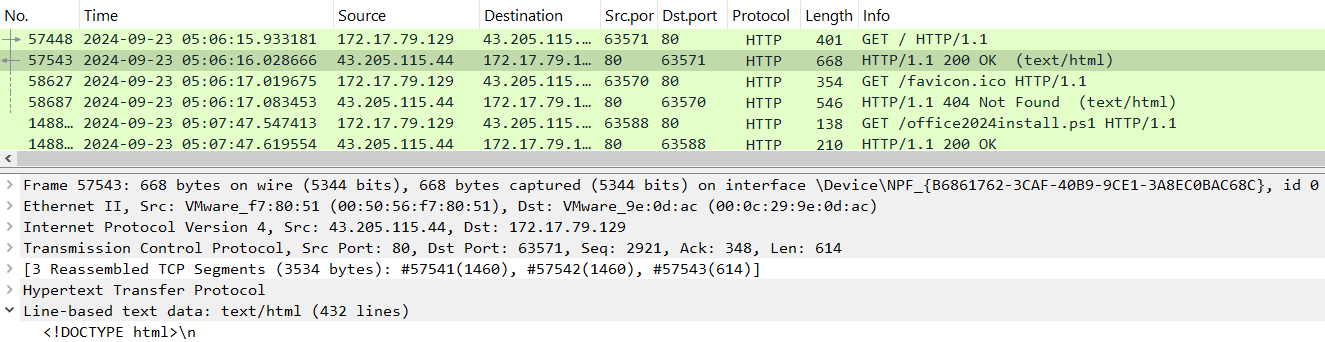 No. Time Source Destination Src.por Dst.port Protocol Length Info
57448 2024-09-23 05:06:15.933181 172.17.79.129 43.205.115.... 63571 80 HTTP 401 GET / HTTP/1.1
57543 2024-09-23 05:06:16.028666 43.205.115.44 172.17.79.1... 80 63571 HTTP 668 HTTP/1.1 200 OK (text/html)
58627 2024-09-23 05:06:17.019675 172.17.79.129 43.205.115.... 63570 80 HTTP 354 GET /favicon.ico HTTP/1.1
58687 2024-09-23 05:06:17.083453 43.205.115.44 172.17.79.1... 80 63570 HTTP 546 HTTP/1.1 404 Not Found (text/html)
1488... 2024-09-23 05:07:47.547413 172.17.79.129 43.205.115.... 63588 80 HTTP 138 GET /office2024install.ps1 HTTP/1.1
1488... 2024-09-23 05:07:47.619554 43.205.115.44 172.17.79.1... 80 63588 HTTP 210 HTTP/1.1 200 OK
Frame 57543: 668 bytes on wire (5344 bits), 668 bytes captured (5344 bits) on interface \Device\NPF_{B6861762-3CAF-40B9-9CE1-3A8EC0BAC68C}, id 0
Ethernet II, Src: VMware_f7:80:51 (00:50:56:f7:80:51), Dst: VMware_9e:0d:ac (00:0c:29:9e:0d:ac)
Internet Protocol Version 4, Src: 43.205.115.44, Dst: 172.17.79.129
Transmission Control Protocol, Src Port: 80, Dst Port: 63571, Seq: 2921, Ack: 348, Len: 614
[3 Reassembled TCP Segments (3534 bytes): #57541(1460), #57542(1460), #57543(614)]
Hypertext Transfer Protocol
Line-based text data: text/html (432 lines)
<!DOCTYPE html>\n